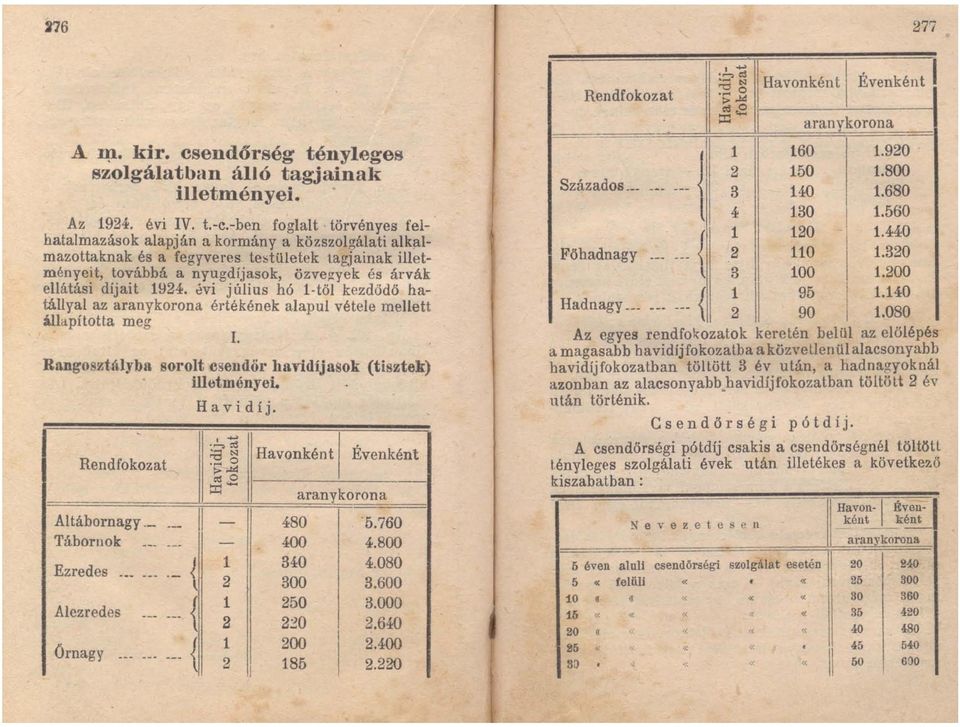 276
A m. kir. csendőrség tényleges
szolgálatban álló tagjainak
illetményei.
Az 1924. évi IV. t.-c.-ben foglalt törvényes fel-
hatalmazások alapján a kormány a közszolgálati alkal-
mazottaknak és a fegyveres testületek tagjainak illet-
ményeit, továbbá a nyugdíjasok, özvegyek és árvák
ellátási díjait 1924. évi július hó 1-től kezdődő ha-
tállyal az aranykorona értékének alapul vétele mellett
állapította meg
I.
Rangosztályba sorolt csendőr havidíjasok (tisztek)
illetményei.
Havidíj.
Rendfokozat Havidíj-fokozat Havonként Évenként
aranykorona
Altábornagy — — — 480 5.760
Tábornok — — — 400 4.800
Ezredes — — — { 1 340 4.080
2 300 3.600
Alezredes — — { 1 250 3.000
2 220 2.640
Őrnagy — — — { 1 200 2.400
2 185 2.220
277
Rendfokozat Havidíj-fokozat Havonként Évenként
aranykorona
Százados — — — { 1 160 1.920
2 150 1.800
3 140 1.680
4 130 1.560
Főhadnagy — — { 1 120 1.440
2 110 1.320
3 100 1.200
Hadnagy — — — { 1 95 1.140
2 90 1.080
Az egyes rendfokozatok keretén belül az előlépés
a magasabb havidíjfokozatba a közvetlenül alacsonyabb
havidíjfokozatban töltött 3 év után, a hadnagyoknál
azonban az alacsonyabb havidíjfokozatban töltött 2 év
után történik.
Csendőrségi pótdíj.
A csendőrségi pótdíj csakis a csendőrségnél töltött
tényleges szolgálati évek után illetékes a következő
kiszabatban :
Nevezetesen Havon-ként Éven-ként
aranykorona
5 éven aluli csendőrségi szolgálat esetén 20 240
5 « felüli « « « 25 300
10 « « « « « 30 360
15 « « « « « 35 420
20 « « « « « 40 480
25 « « « « « 45 540
30 « « « « « 50 600